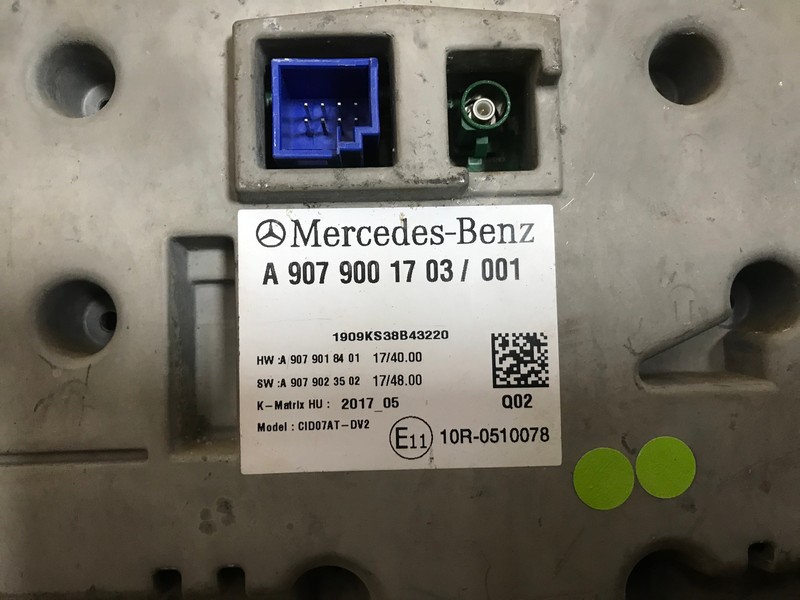 Mercedes-Benz
A 907 900 17 03 / 001
1909KS38B43220
HW :A 907 901 84 01 17/40.00
SW :A 907 902 35 02 17/48.00
K-Matrix HU : 2017_05
Q02
Model : CID07AT-DV2
E11 10R-0510078